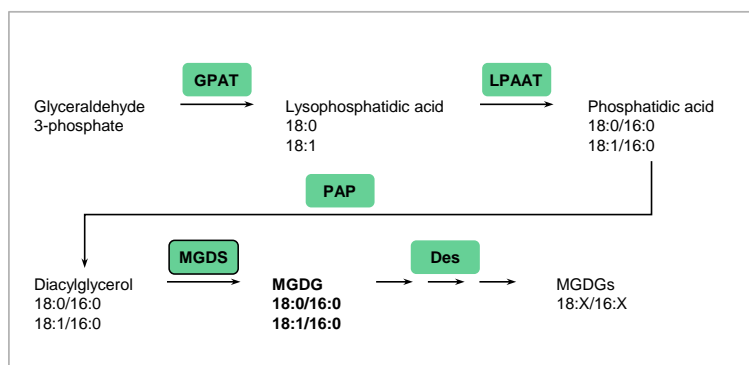 GPAT
LPAAT
Glyceraldehyde
3-phosphate
Lysophosphatidic acid
18:0
18:1
Phosphatidic acid
18:0/16:0
18:1/16:0
PAP
MGDS
Des
Diacylglycerol
18:0/16:0
18:1/16:0
MGDG
18:0/16:0
18:1/16:0
MGDGs
18:X/16:X